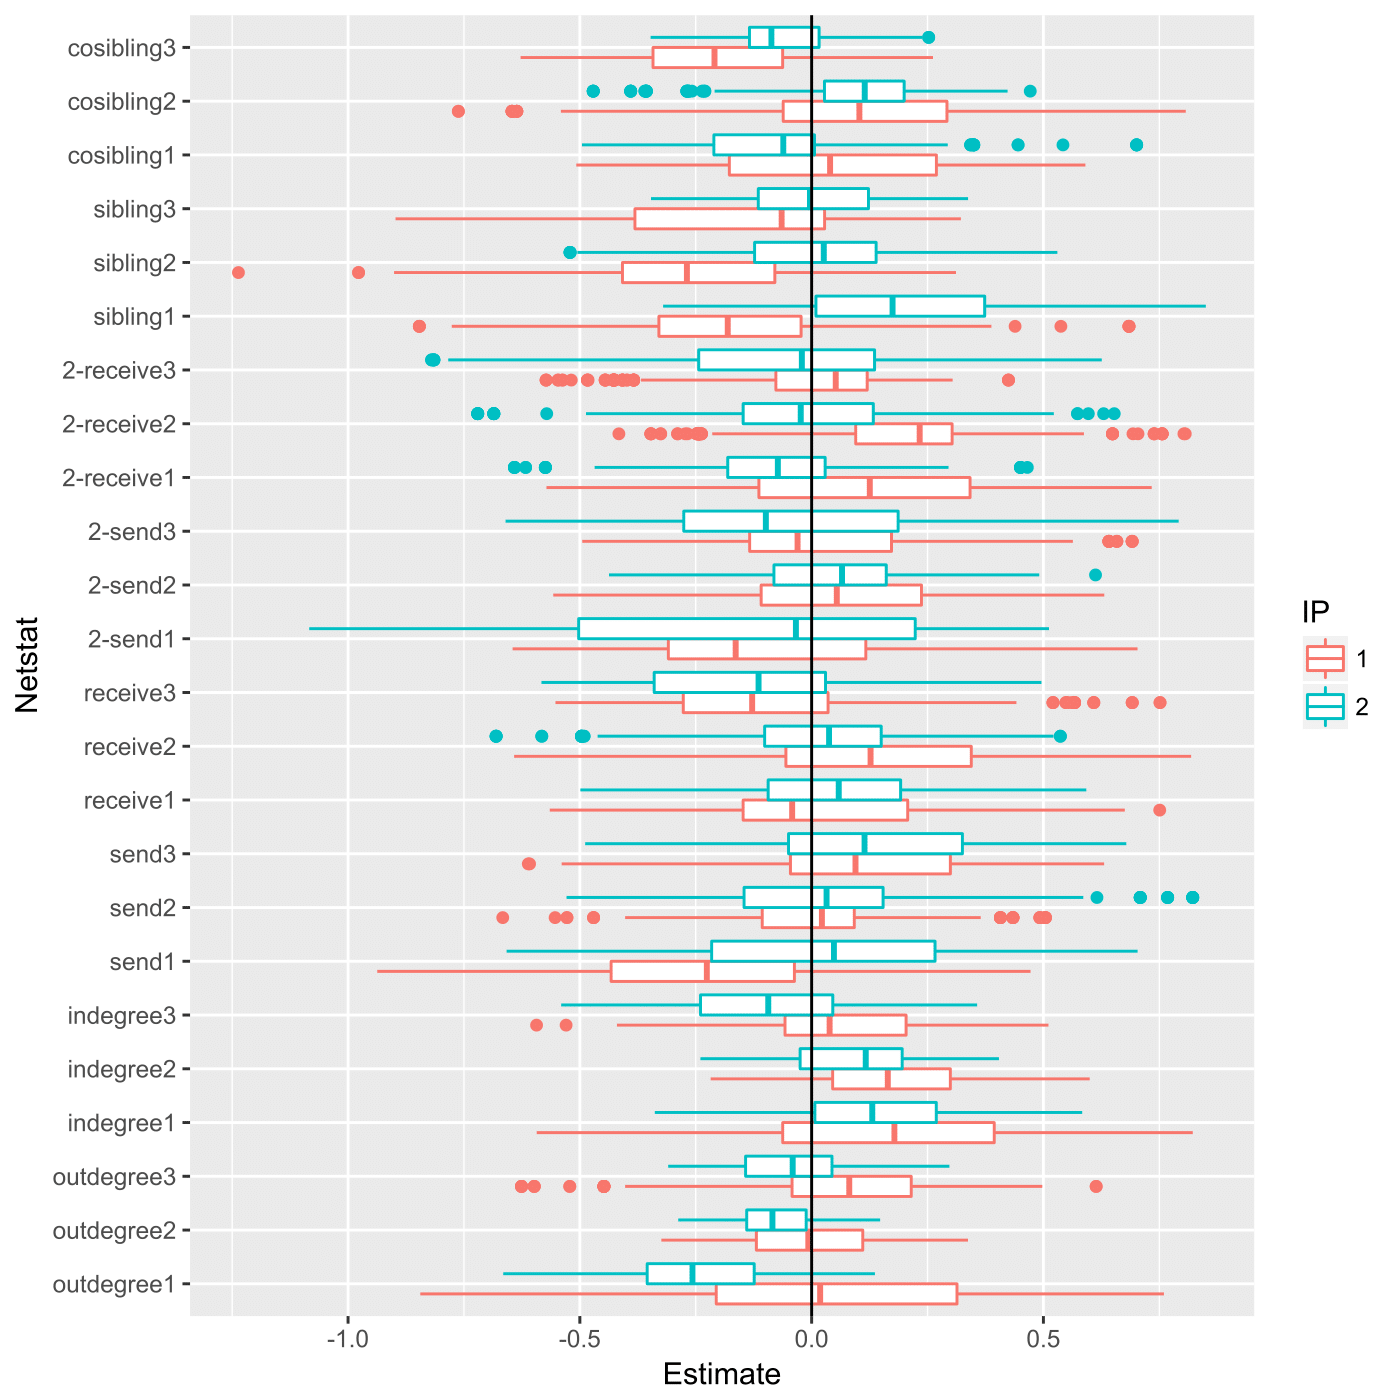 cosibling3
cosibling2
cosibling1
sibling3
sibling2
sibling1
2-receive3
2-receive2
2-receive1
2-send3
2-send2
2-send1
receive3
receive2
receive1
send3
send2
send1
indegree3
indegree2
indegree1
outdegree3
outdegree2
outdegree1
Netstat
-1.0 -0.5 0.0 0.5
Estimate
IP
1
2